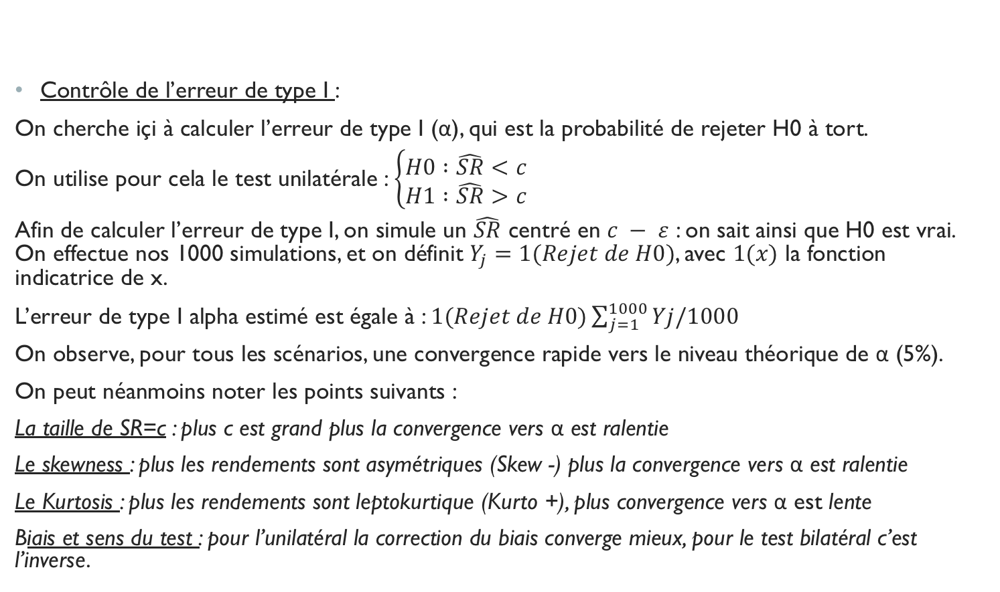 • Contrôle de l’erreur de type I :
On cherche içi à calculer l’erreur de type I (α), qui est la probabilité de rejeter H0 à tort.
On utilise pour cela le test unilatérale : {H0 : \widehat{SR} < c
H1 : \widehat{SR} > c
Afin de calculer l’erreur de type I, on simule un \widehat{SR} centré en c − ε : on sait ainsi que H0 est vrai.
On effectue nos 1000 simulations, et on définit Y_j = 1(Rejet de H0), avec 1(x) la fonction
indicatrice de x.
L’erreur de type I alpha estimé est égale à : 1(Rejet de H0) ∑_{j=1}^{1000} Yj/1000
On observe, pour tous les scénarios, une convergence rapide vers le niveau théorique de α (5%).
On peut néanmoins noter les points suivants :
La taille de SR=c : plus c est grand plus la convergence vers α est ralentie
Le skewness : plus les rendements sont asymétriques (Skew -) plus la convergence vers α est ralentie
Le Kurtosis : plus les rendements sont leptokurtique (Kurto +), plus convergence vers α est lente
Biais et sens du test : pour l’unilatéral la correction du biais converge mieux, pour le test bilatéral c’est
l’inverse.